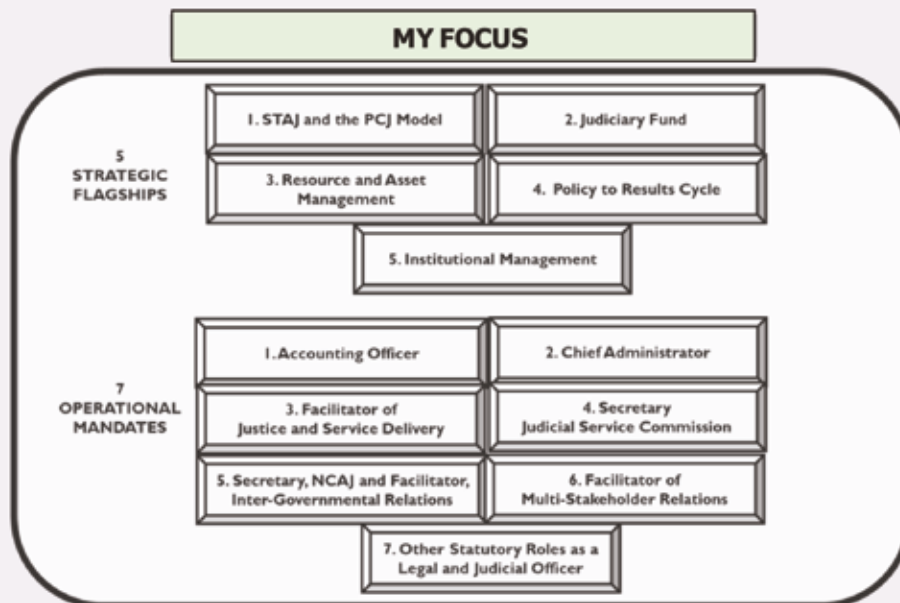 MY FOCUS
5
STRATEGIC
FLAGSHIPS
1. STAJ and the PCJ Model
2. Judiciary Fund
3. Resource and Asset
Management
4. Policy to Results Cycle
5. Institutional Management
7
OPERATIONAL
MANDATES
1. Accounting Officer
2. Chief Administrator
3. Facilitator of
Justice and Service Delivery
4. Secretary
Judicial Service Commission
5. Secretary, NCAJ and Facilitator,
Inter-Governmental Relations
6. Facilitator of
Multi-Stakeholder Relations
7. Other Statutory Roles as a
Legal and Judicial Officer